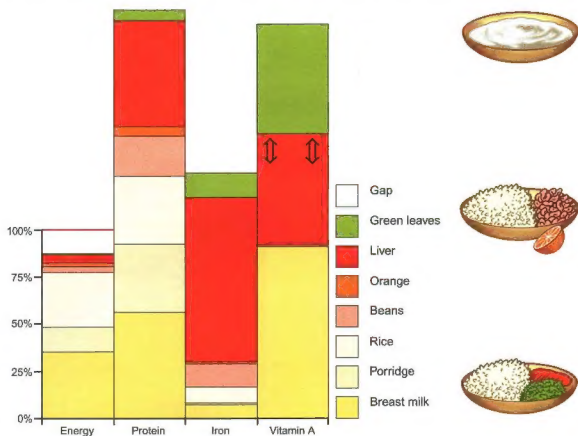 Gap
Green leaves
Liver
Orange
Beans
Rice
Porridge
Breast milk
100%
75%
50%
25%
0%
Energy
Protein
Iron
Vitamin A